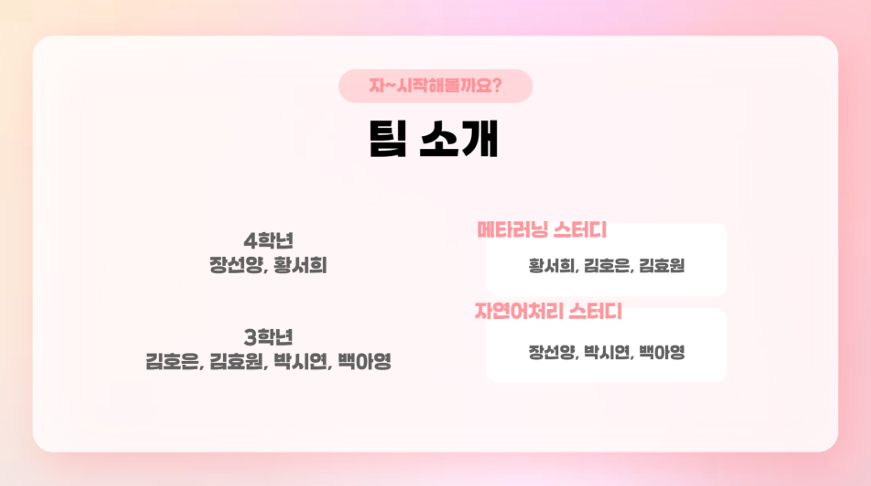 자~시작해볼까요?
팀 소개
4학년
장선양, 황서희
3학년
김호은, 김효원, 박시연, 백아영
메타러닝 스터디
황서희, 김호은, 김효원
자연어처리 스터디
장선양, 박시연, 백아영